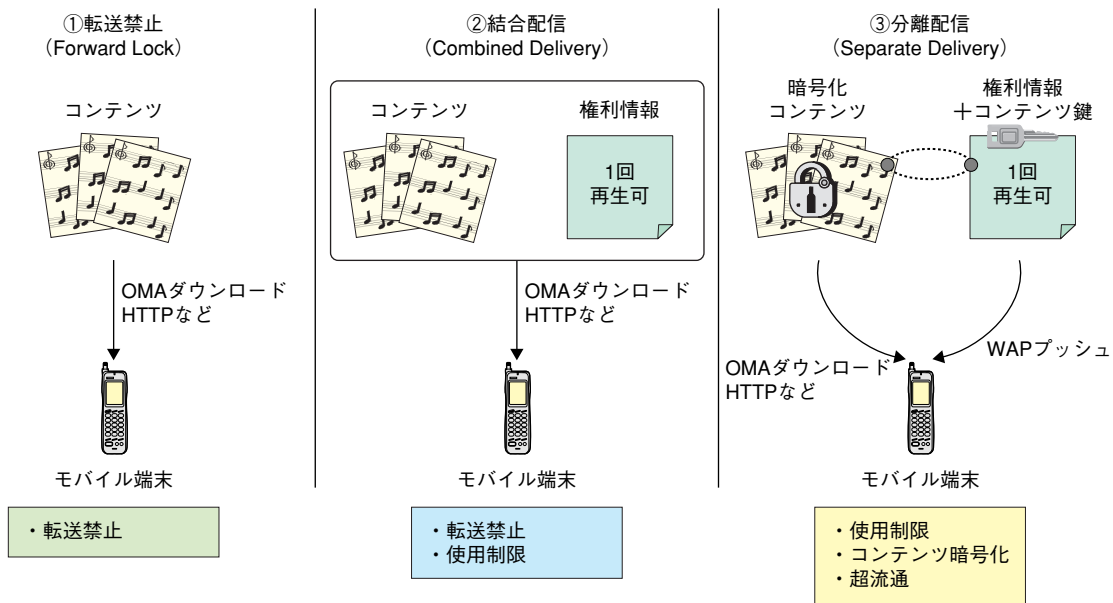 ①転送禁止
（Forward Lock）
コンテンツ
OMAダウンロード
HTTPなど
モバイル端末
・転送禁止
②結合配信
（Combined Delivery）
コンテンツ
権利情報
1回
再生可
OMAダウンロード
HTTPなど
モバイル端末
・転送禁止
・使用制限
③分離配信
（Separate Delivery）
暗号化
コンテンツ
権利情報
＋コンテンツ鍵
1回
再生可
OMAダウンロード
HTTPなど
WAPプッシュ
モバイル端末
・使用制限
・コンテンツ暗号化
・超流通